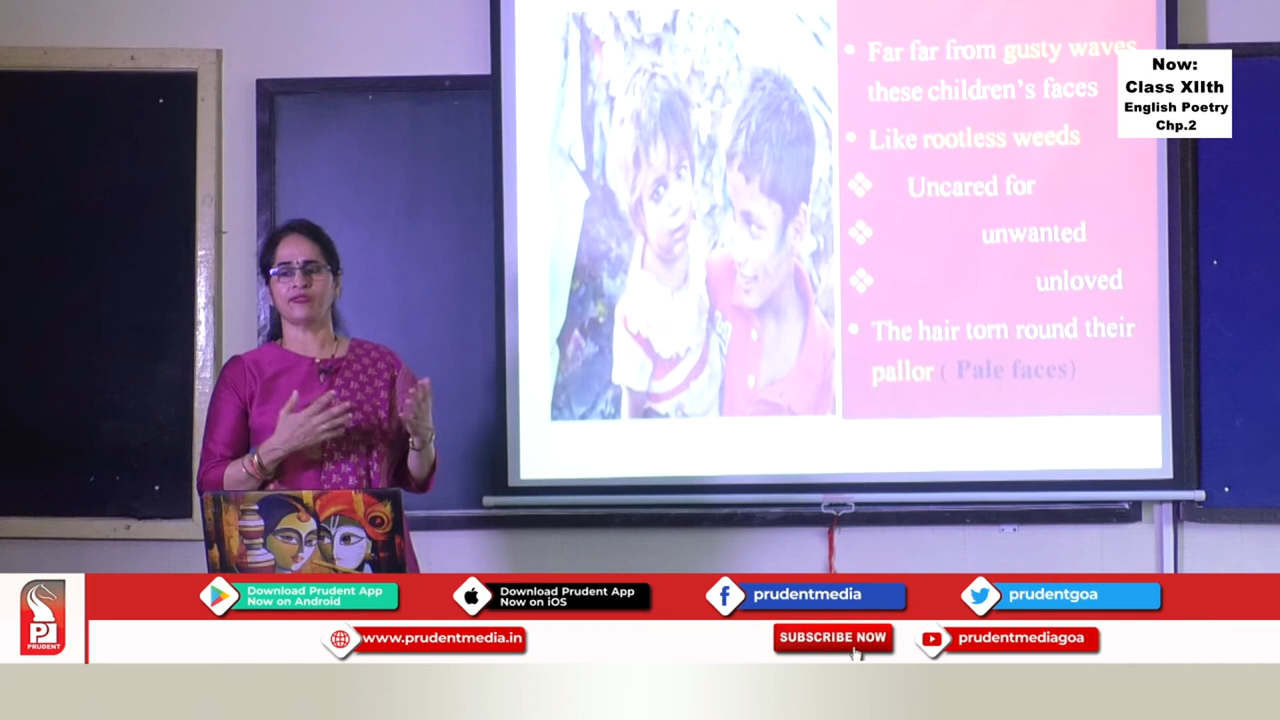 Far far from gusty waves
these children's faces
Like rootless weeds
Uncared for
unwanted
unloved
The hair torn round their
pallor ( Pale faces)
Now:
Class XIIth
English Poetry
Chp.2
PRUDENT
Download Prudent App
Now on Android
Download Prudent App
Now on iOS
prudentmedia
prudentgoa
www.prudentmedia.in
SUBSCRIBE NOW
prudentmediagoa